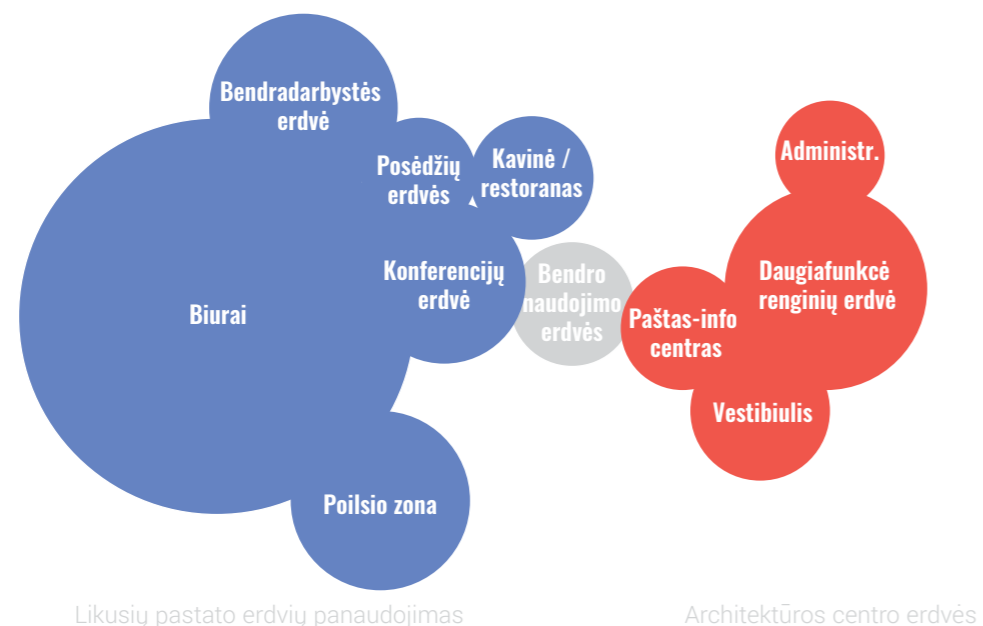 Bendradarbystės
erdvė
Posėdžių
erdvės
Kavinė /
restoranas
Administr.
Biurai
Konferencijų
erdvė
Bendro
naudojimo
erdvės
Paštas-info
centras
Daugiafunkcė
renginių erdvė
Vestibiulis
Poilsio zona
Likusių pastato erdvių panaudojimas
Architektūros centro erdvės